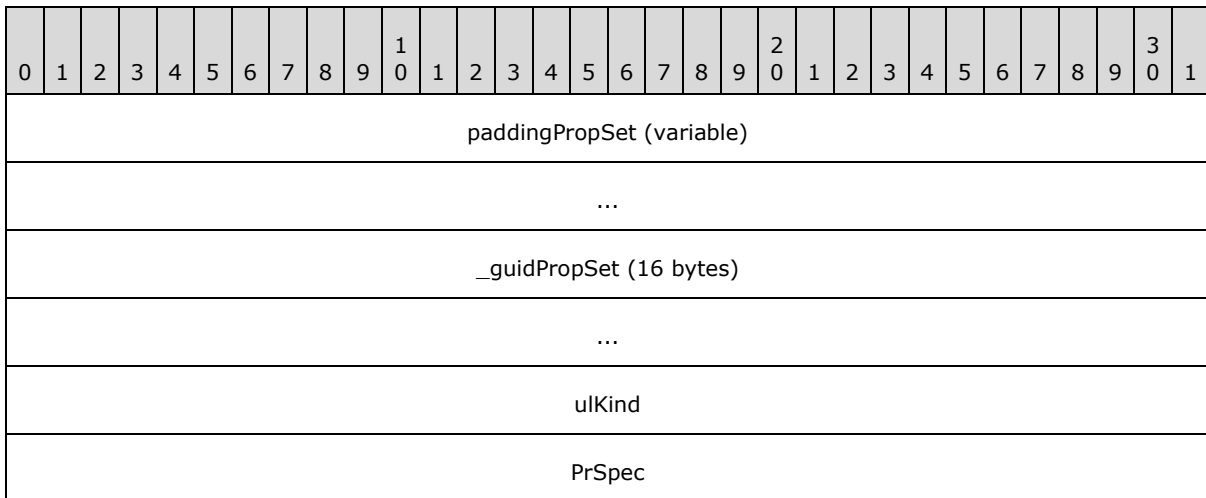 1 2 3
0 1 2 3 4 5 6 7 8 9 0 1 2 3 4 5 6 7 8 9 0 1 2 3 4 5 6 7 8 9 0 1
paddingPropSet (variable)
...
_guidPropSet (16 bytes)
...
ulKind
PrSpec